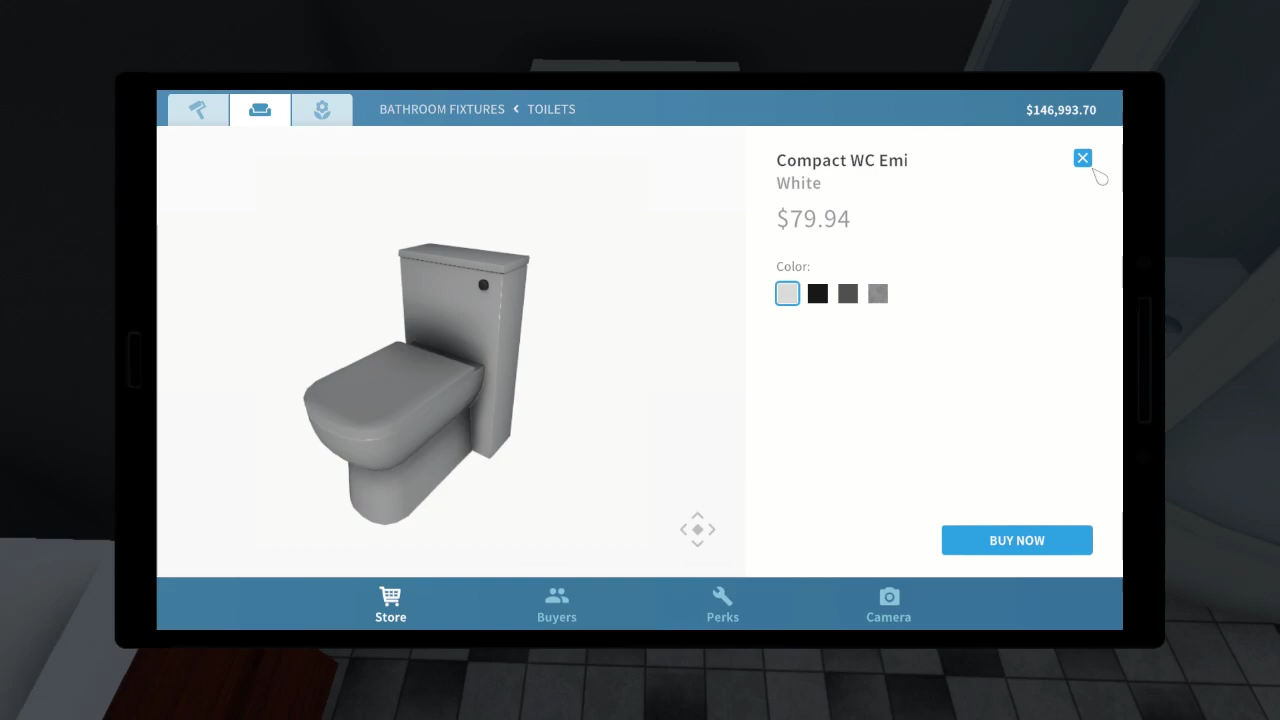 BATHROOM FIXTURES < TOILETS
$146,993.70
Compact WC Emi
White
$79.94
Color:
BUY NOW
Store
Buyers
Perks
Camera